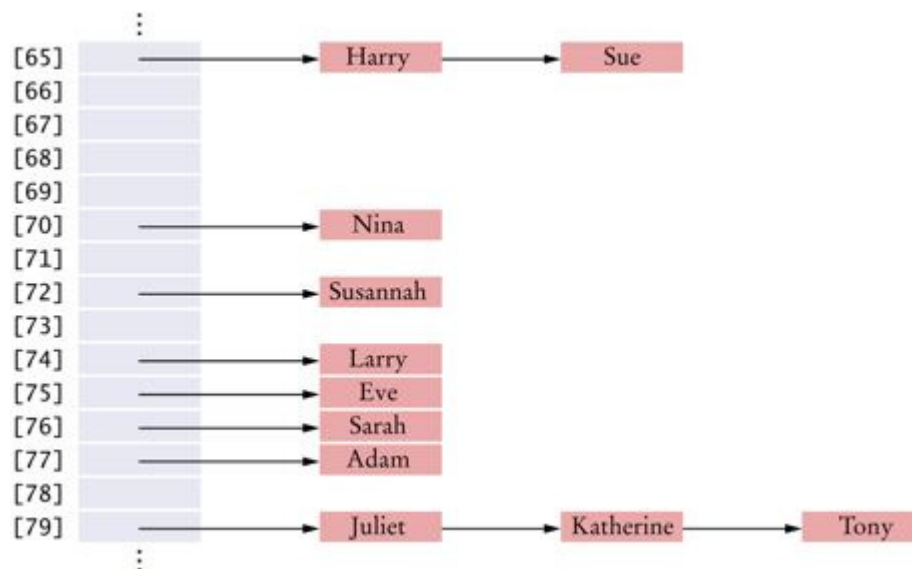 [65] Harry Sue
[66]
[67]
[68]
[69]
[70] Nina
[71]
[72] Susannah
[73]
[74] Larry
[75] Eve
[76] Sarah
[77] Adam
[78]
[79] Juliet Katherine Tony